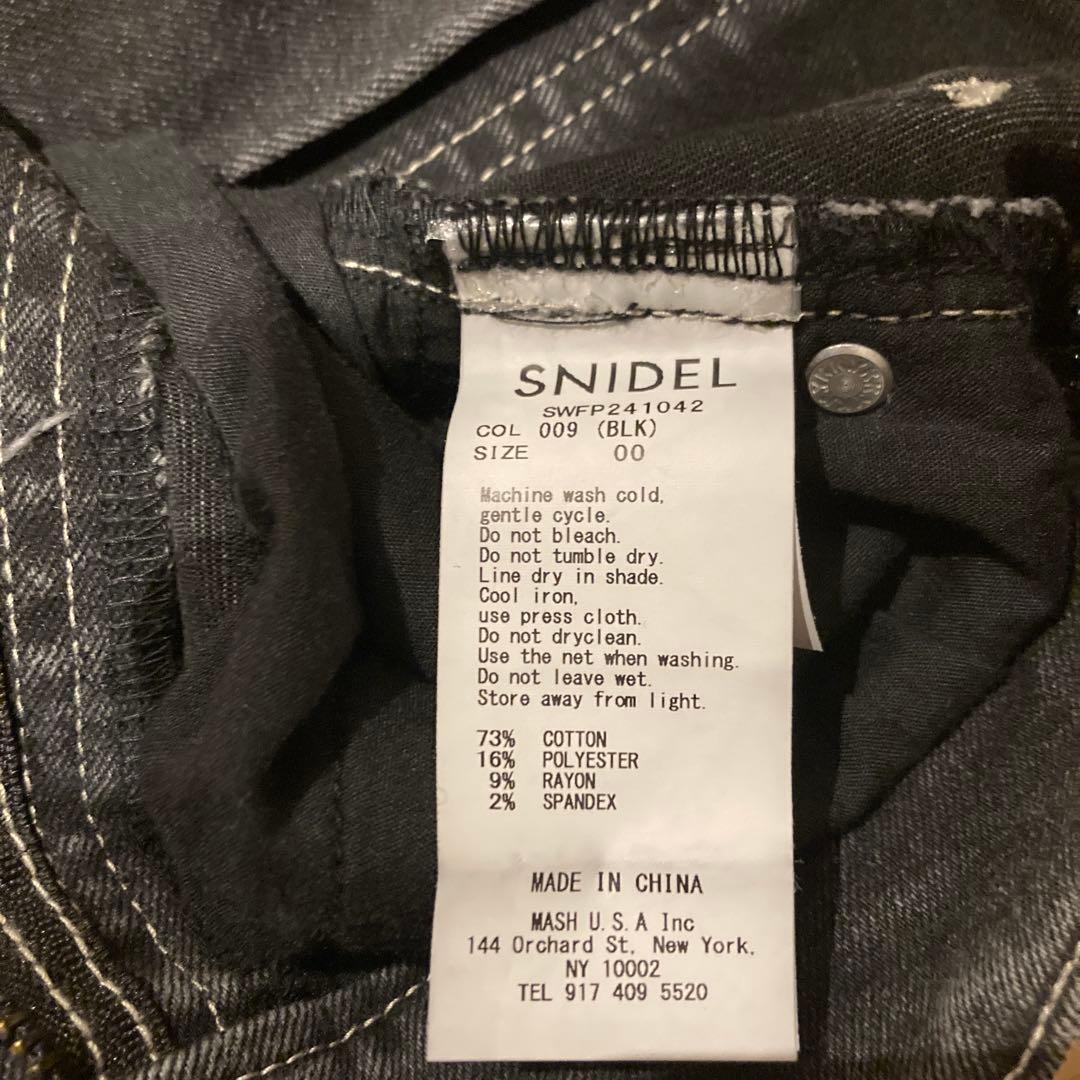 SNIDEL
SWFP241042
COL 009 (BLK)
SIZE 00
Machine wash cold,
gentle cycle.
Do not bleach.
Do not tumble dry.
Line dry in shade.
Cool iron,
use press cloth.
Do not dryclean.
Use the net when washing.
Do not leave wet.
Store away from light.
73% COTTON
16% POLYESTER
9% RAYON
2% SPANDEX
MADE IN CHINA
MASH U.S.A Inc
144 Orchard St, New York,
NY 10002
TEL 917 409 5520